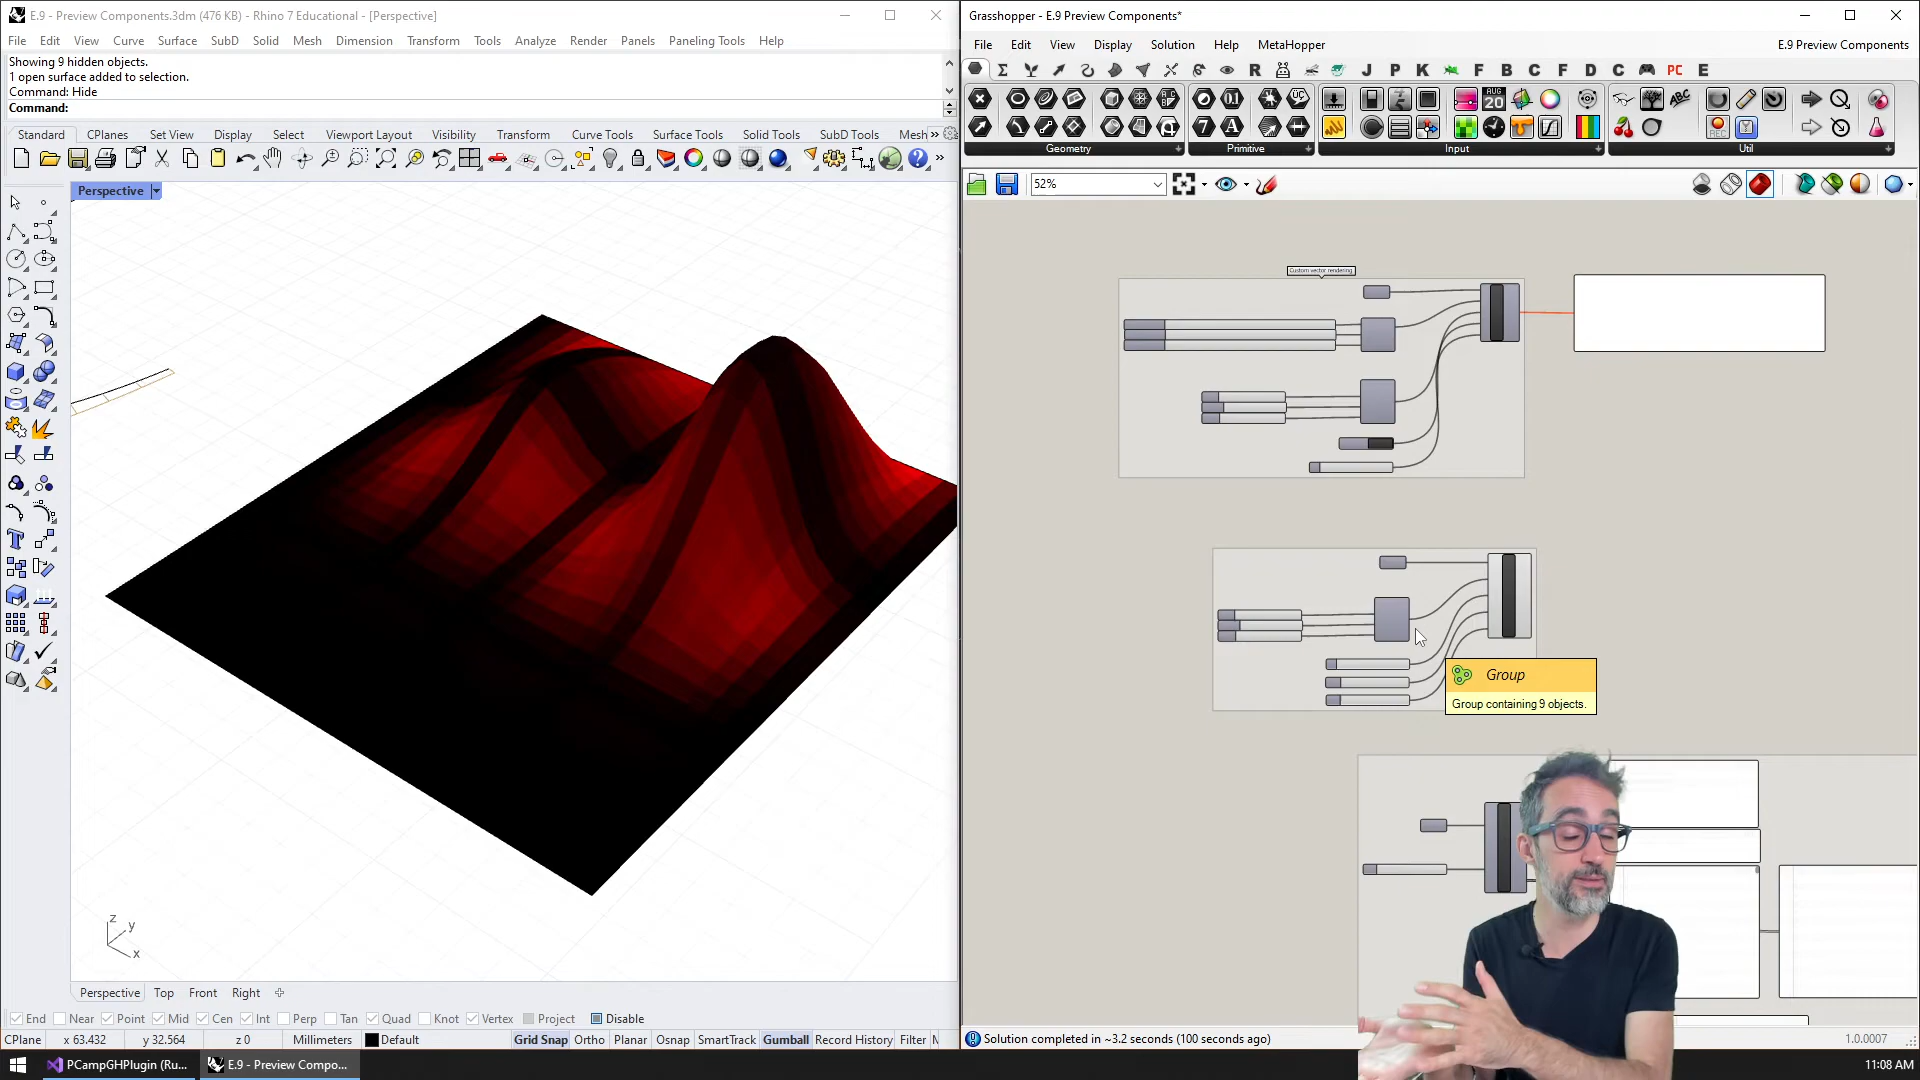 E.9 - Preview Components.3dm (476 KB) - Rhino 7 Educational - [Perspective]
File Edit View Curve Surface SubD Solid Mesh Dimension Transform Tools Analyze Render Panels Paneling Tools Help
Showing 9 hidden objects.
1 open surface added to selection.
Command: Hide
Command:
Standard CPlanes Set View Display Select Viewport Layout Visibility Transform Curve Tools Surface Tools Solid Tools SubD Tools Mesh
Perspective
z
y
x
Perspective Top Front Right
End Near Point Mid Cen Int Perp Tan Quad Knot Vertex Project Disable
CPlane x 63.432 y 32.564 z 0 Millimeters Default Grid Snap Ortho Planar Osnap SmartTrack Gumball Record History Filter M
Grasshopper - E.9 Preview Components*
File Edit View Display Solution Help MetaHopper E.9 Preview Components
R J P K F B C F D C PC E
Geometry Primitive Input Util
52%
Custom vector rendering
Group
Group containing 9 objects.
Solution completed in ~3.2 seconds (100 seconds ago) 1.0.0007
PCampGHPlugin (Ru... E.9 - Preview Compo... 11:08 AM